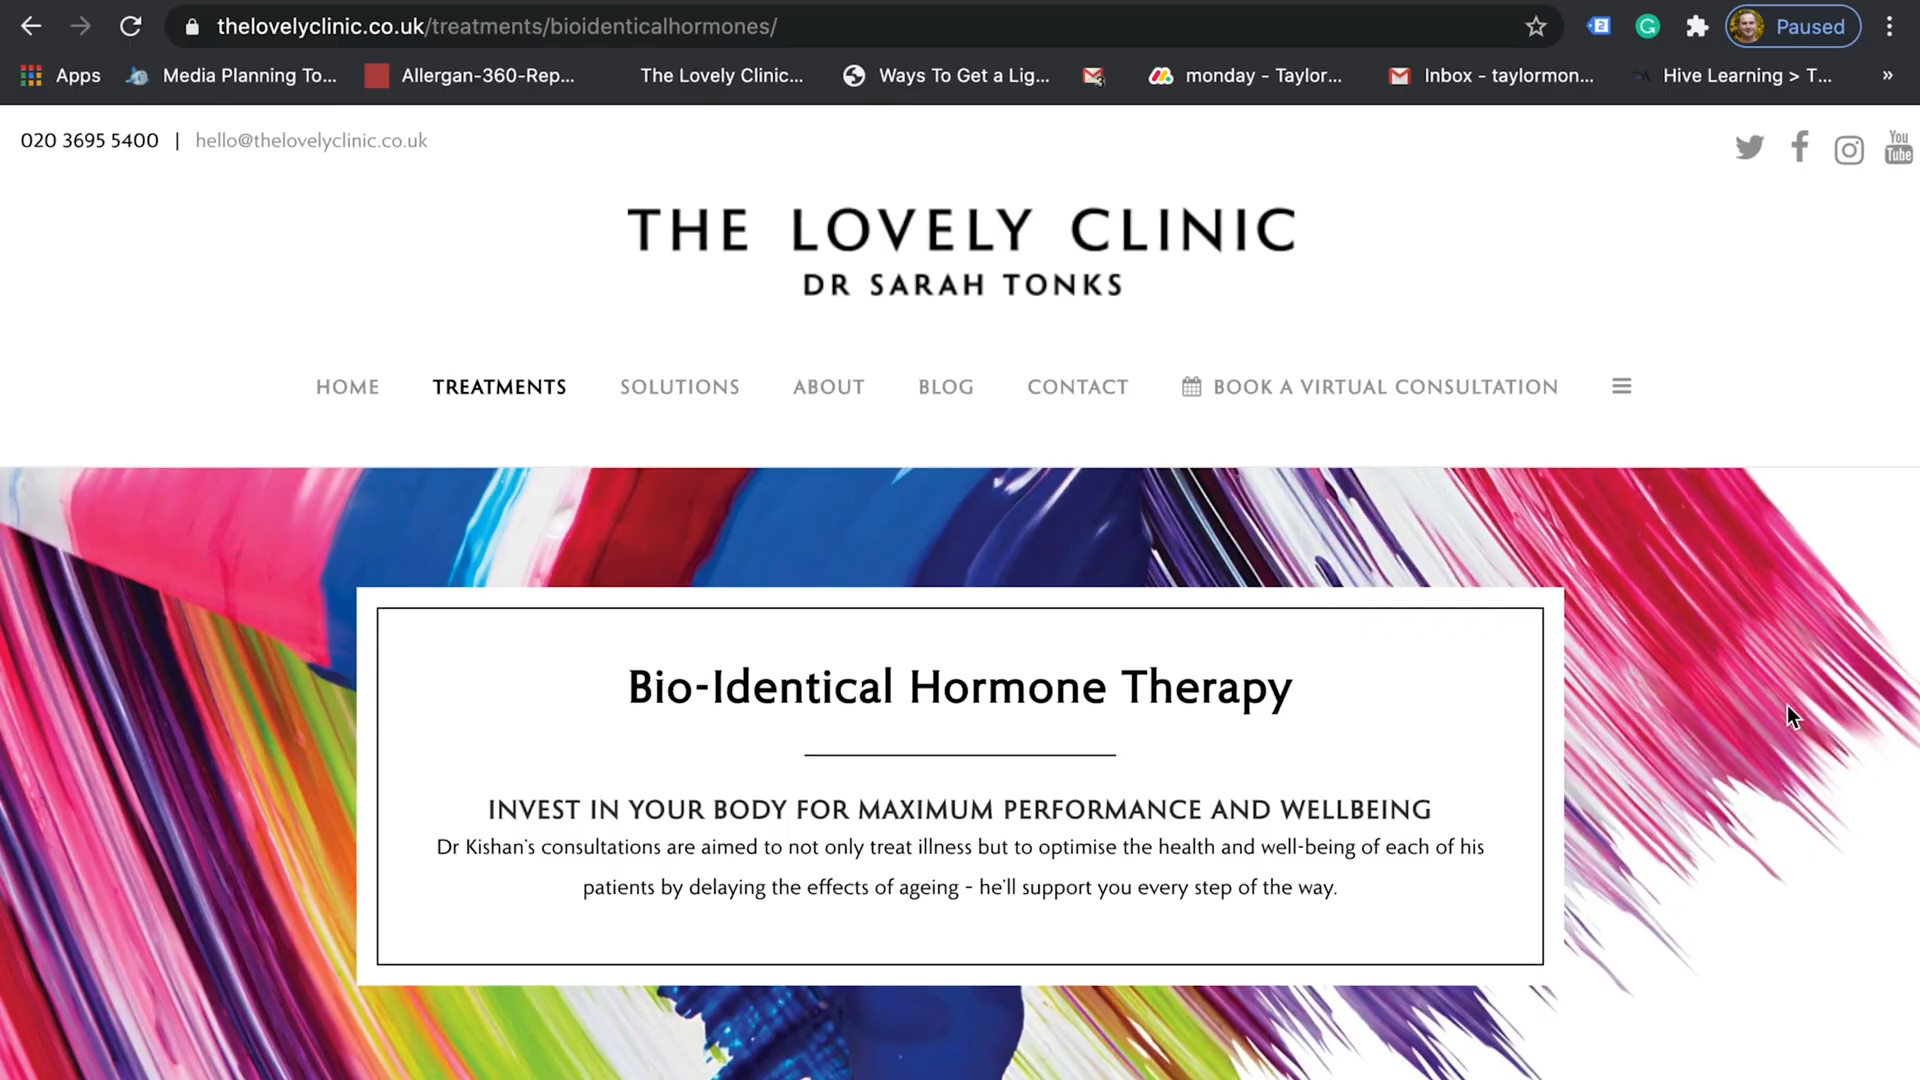 thelovelyclinic.co.uk/treatments/bioidenticalhormones/
2
G
Paused
Apps
Media Planning To...
Allergan-360-Rep...
The Lovely Clinic...
Ways To Get a Lig...
monday - Taylor...
Inbox - taylormon...
Hive Learning > T...
»
020 3695 5400 | hello@thelovelyclinic.co.uk
You
Tube
THE LOVELY CLINIC
DR SARAH TONKS
HOME
TREATMENTS
SOLUTIONS
ABOUT
BLOG
CONTACT
BOOK A VIRTUAL CONSULTATION
Bio-Identical Hormone Therapy
INVEST IN YOUR BODY FOR MAXIMUM PERFORMANCE AND WELLBEING
Dr Kishan's consultations are aimed to not only treat illness but to optimise the health and well-being of each of his
patients by delaying the effects of ageing - he'll support you every step of the way.